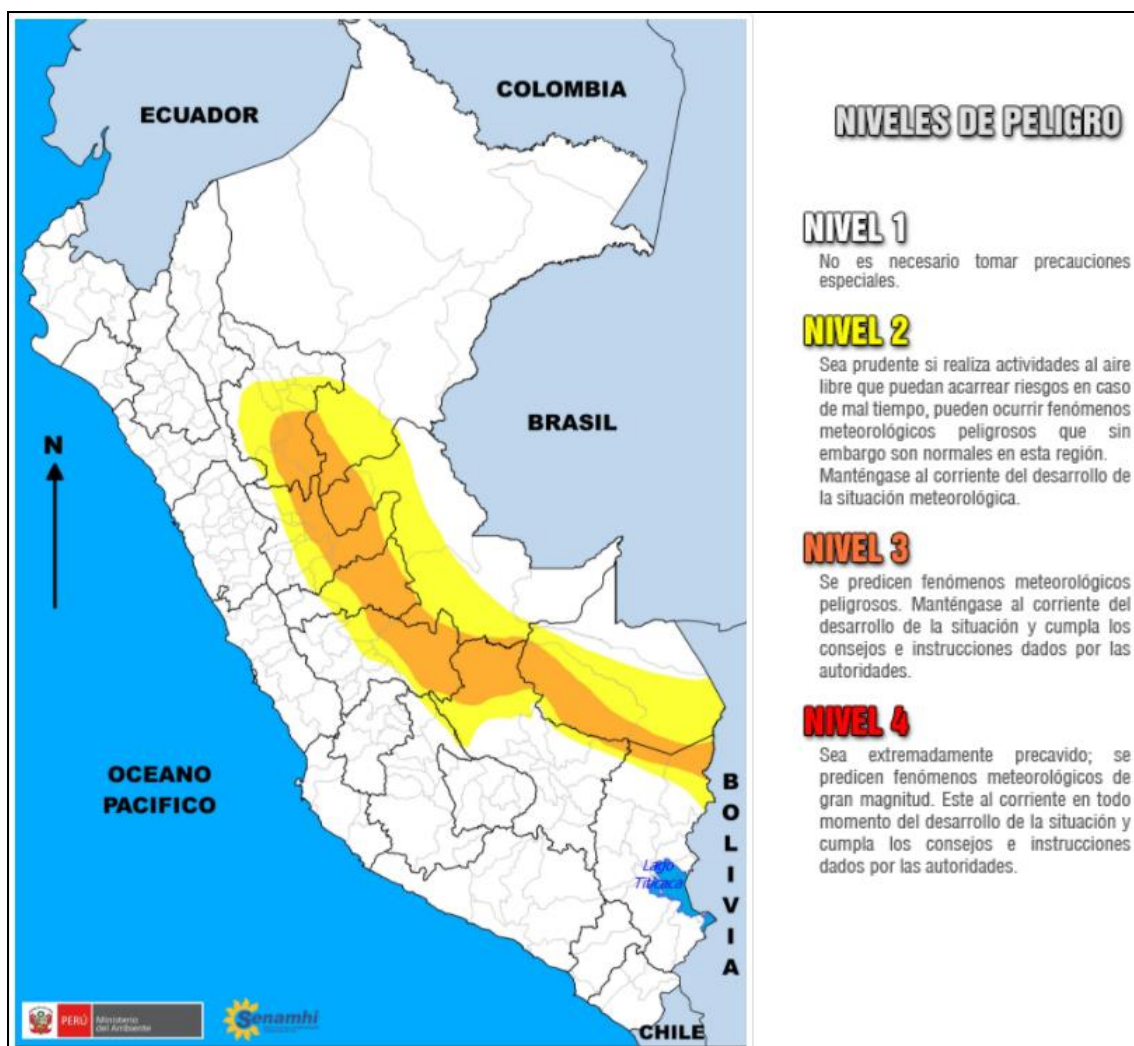 ECUADOR
COLOMBIA
BRASIL
N
OCEANO
PACIFICO
BOLIVIA
Lago
Titicaca
CHILE
PERÚ
Ministerio
del Ambiente
Senamhi
NIVELES DE PELIGRO
NIVEL 1
No es necesario tomar precauciones
especiales.
NIVEL 2
Sea prudente si realiza actividades al aire
libre que puedan acarrear riesgos en caso
de mal tiempo, pueden ocurrir fenómenos
meteorológicos peligrosos que sin
embargo son normales en esta región.
Manténgase al corriente del desarrollo de
la situación meteorológica.
NIVEL 3
Se predicen fenómenos meteorológicos
peligrosos. Manténgase al corriente del
desarrollo de la situación y cumpla los
consejos e instrucciones dados por las
autoridades.
NIVEL 4
Sea extremadamente precavido; se
predicen fenómenos meteorológicos de
gran magnitud. Este al corriente en todo
momento del desarrollo de la situación y
cumpla los consejos e instrucciones
dados por las autoridades.